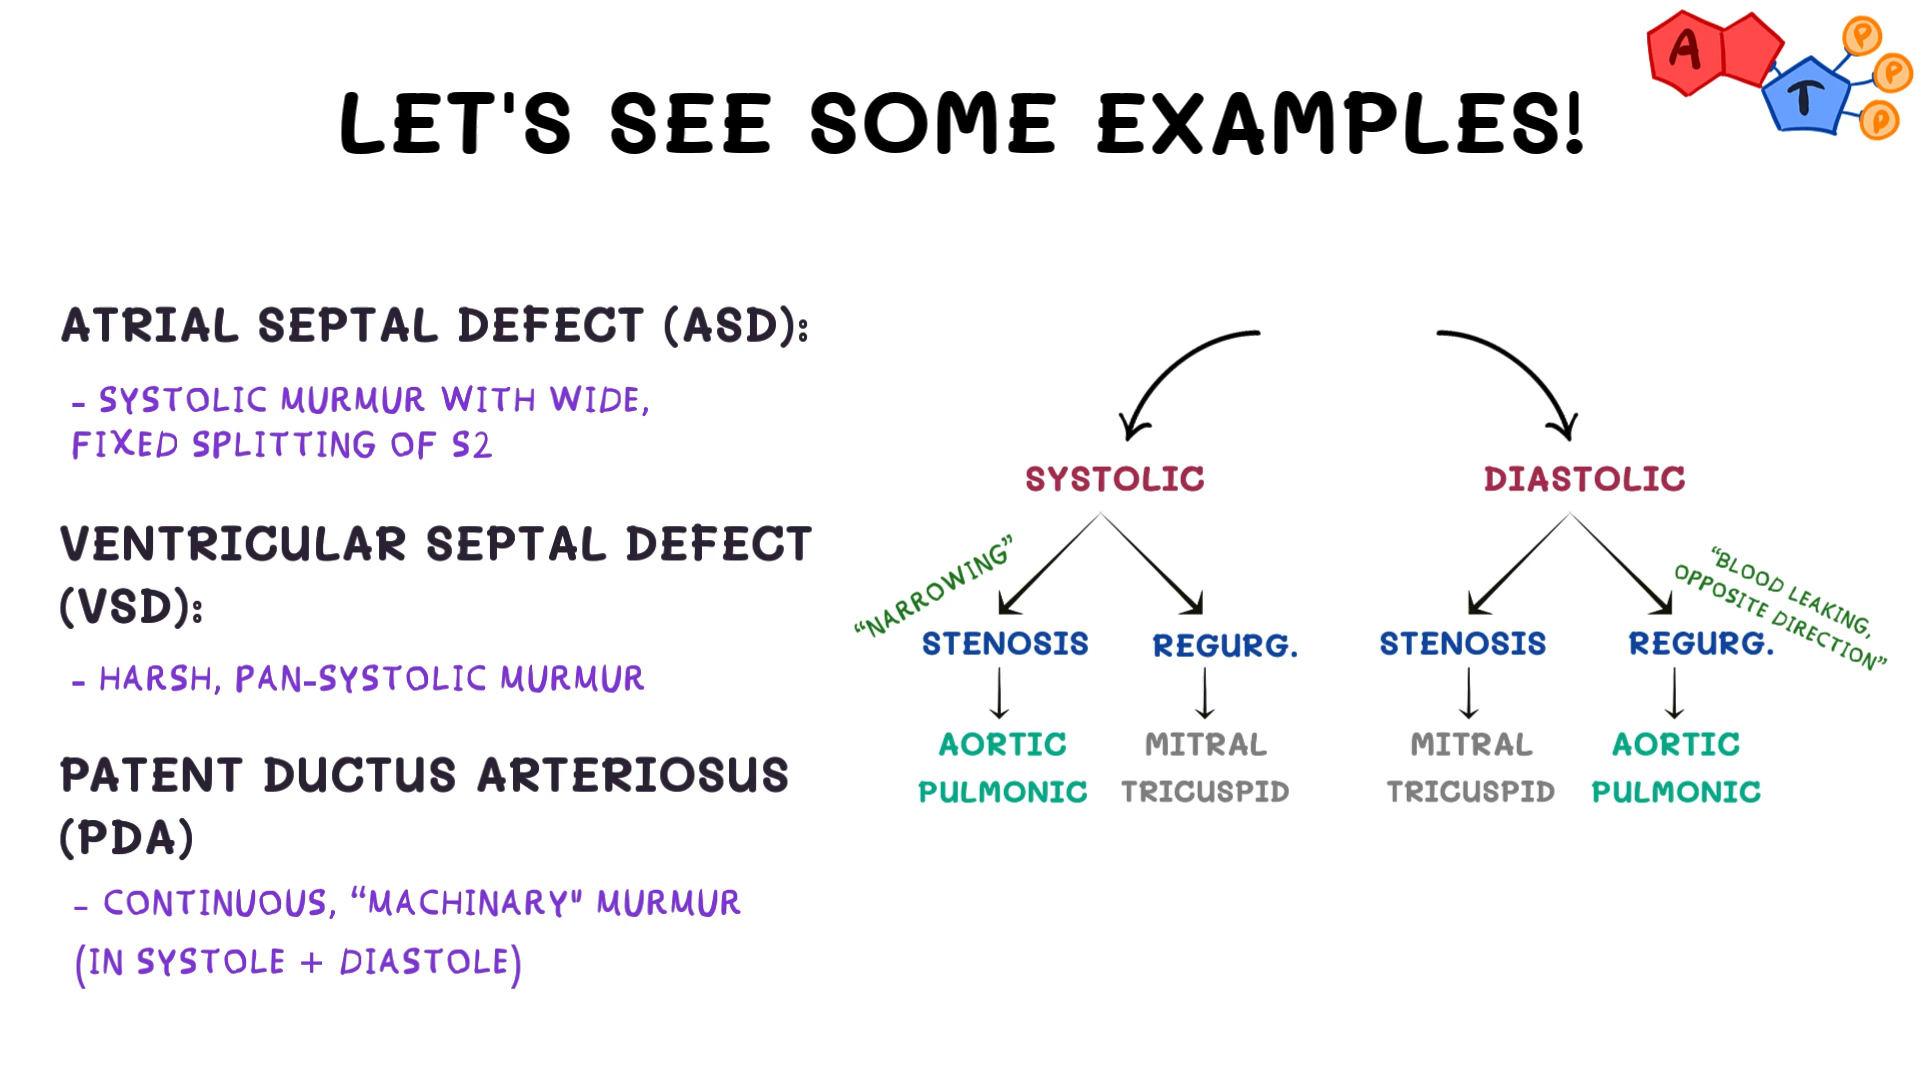 A
T
P
P
P
LET'S SEE SOME EXAMPLES!
ATRIAL SEPTAL DEFECT (ASD):
- SYSTOLIC MURMUR WITH WIDE,
FIXED SPLITTING OF S2
VENTRICULAR SEPTAL DEFECT
(VSD):
- HARSH, PAN-SYSTOLIC MURMUR
PATENT DUCTUS ARTERIOSUS
(PDA)
- CONTINUOUS, “MACHINARY" MURMUR
(IN SYSTOLE + DIASTOLE)
SYSTOLIC
“NARROWING”
STENOSIS
AORTIC
PULMONIC
REGURG.
MITRAL
TRICUSPID
DIASTOLIC
STENOSIS
MITRAL
TRICUSPID
“BLOOD LEAKING,
OPPOSITE DIRECTION”
REGURG.
AORTIC
PULMONIC